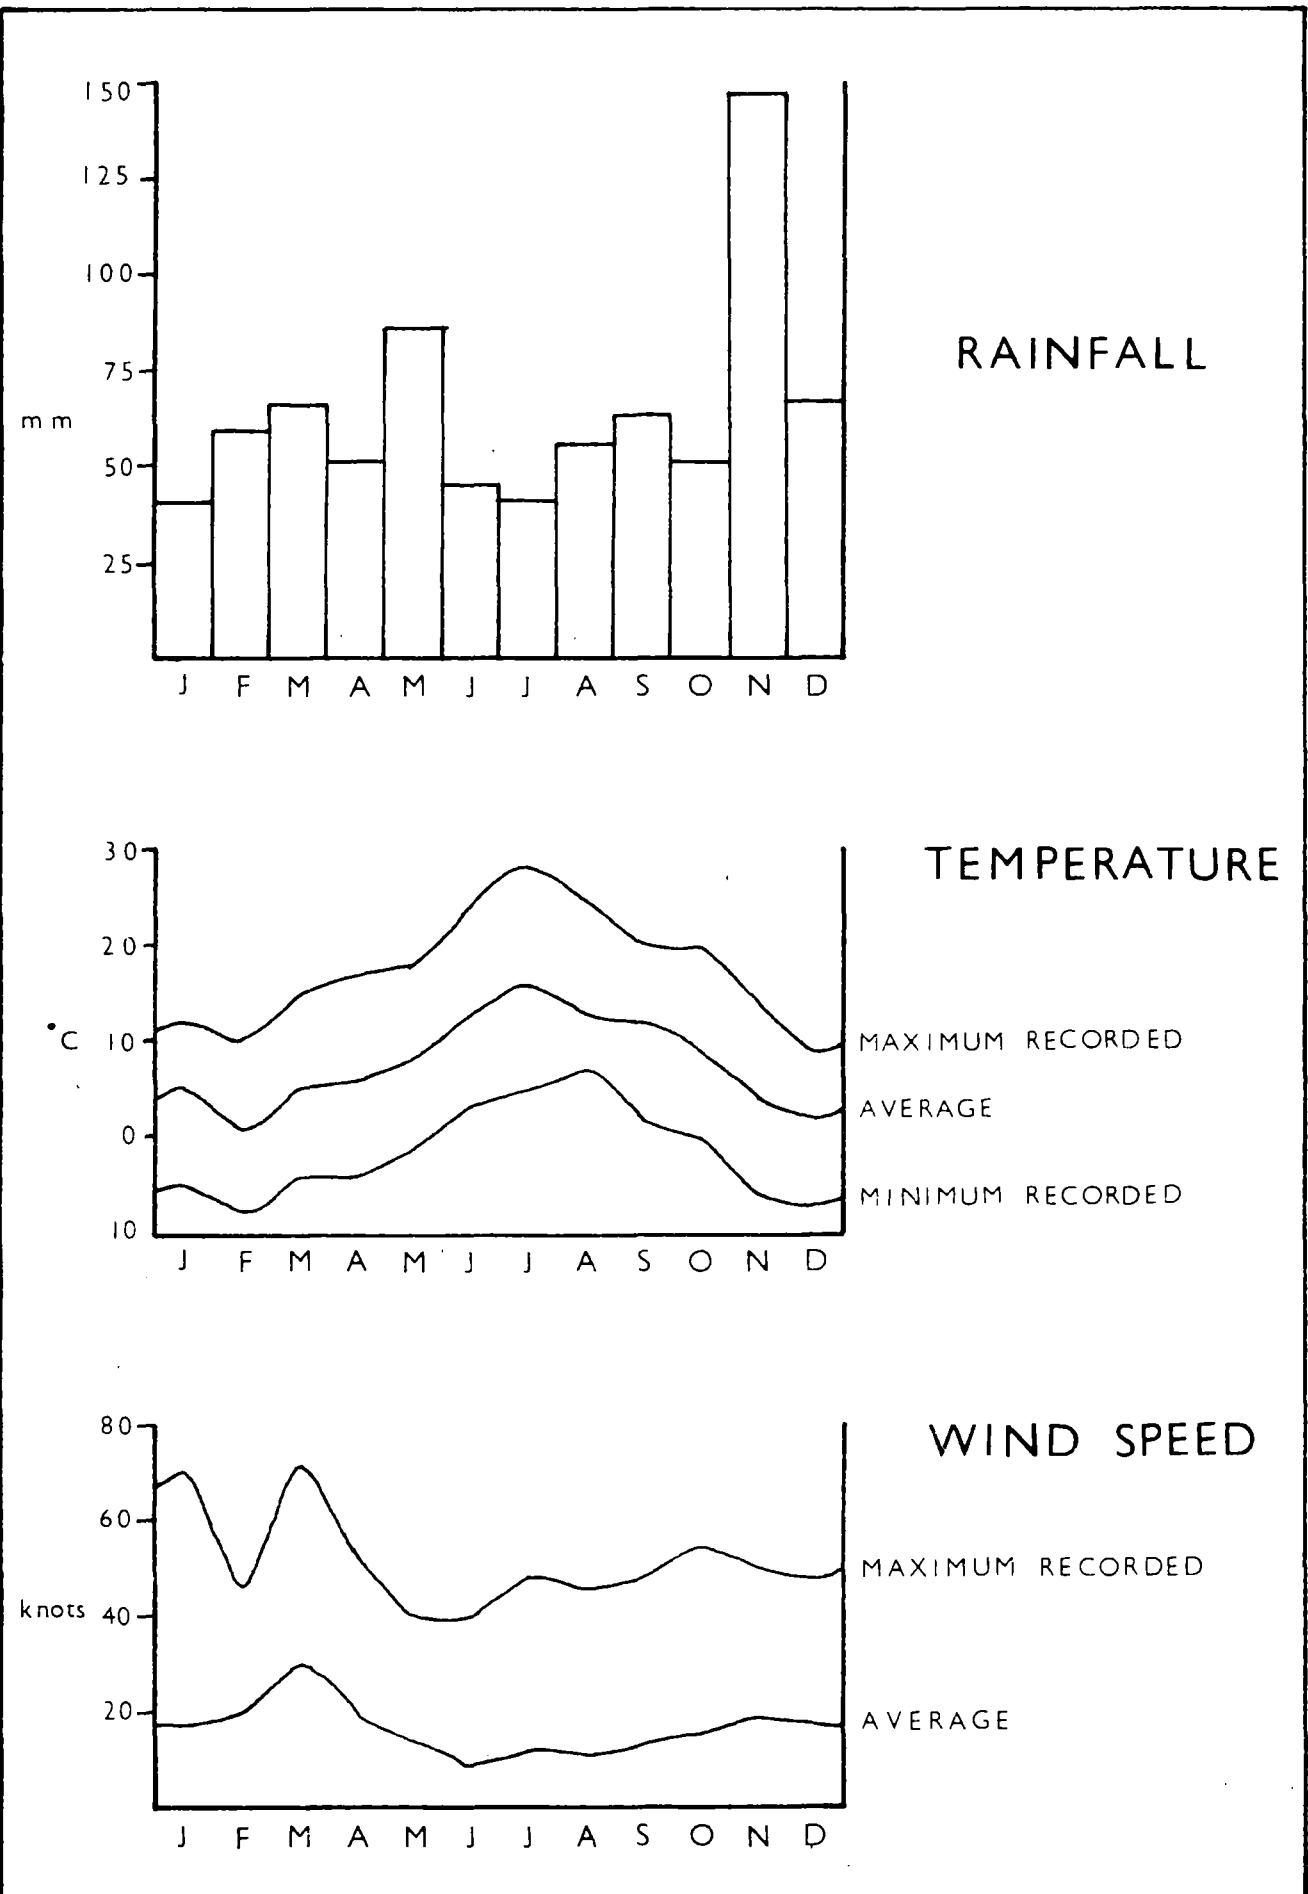 150
125
100
75
mm
50
25
RAINFALL
J F M A M J J A S O N D
TEMPERATURE
30
20
°C 10
0
10
MAXIMUM RECORDED
AVERAGE
MINIMUM RECORDED
J F M A M J J A S O N D
WIND SPEED
80
60
knots 40
20
MAXIMUM RECORDED
AVERAGE
J F M A M J J A S O N D